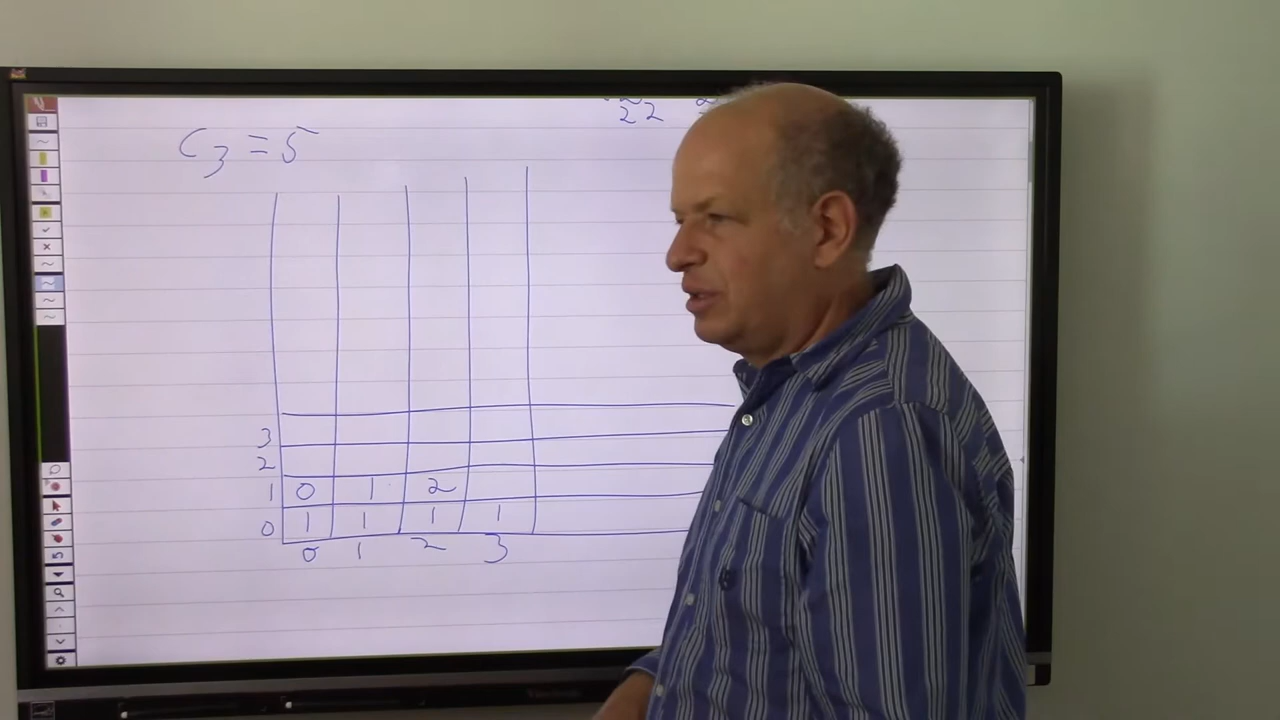 22
C3 = 5
3
2
1 0 1 2
0 1 1 1 1
0 1 2 3